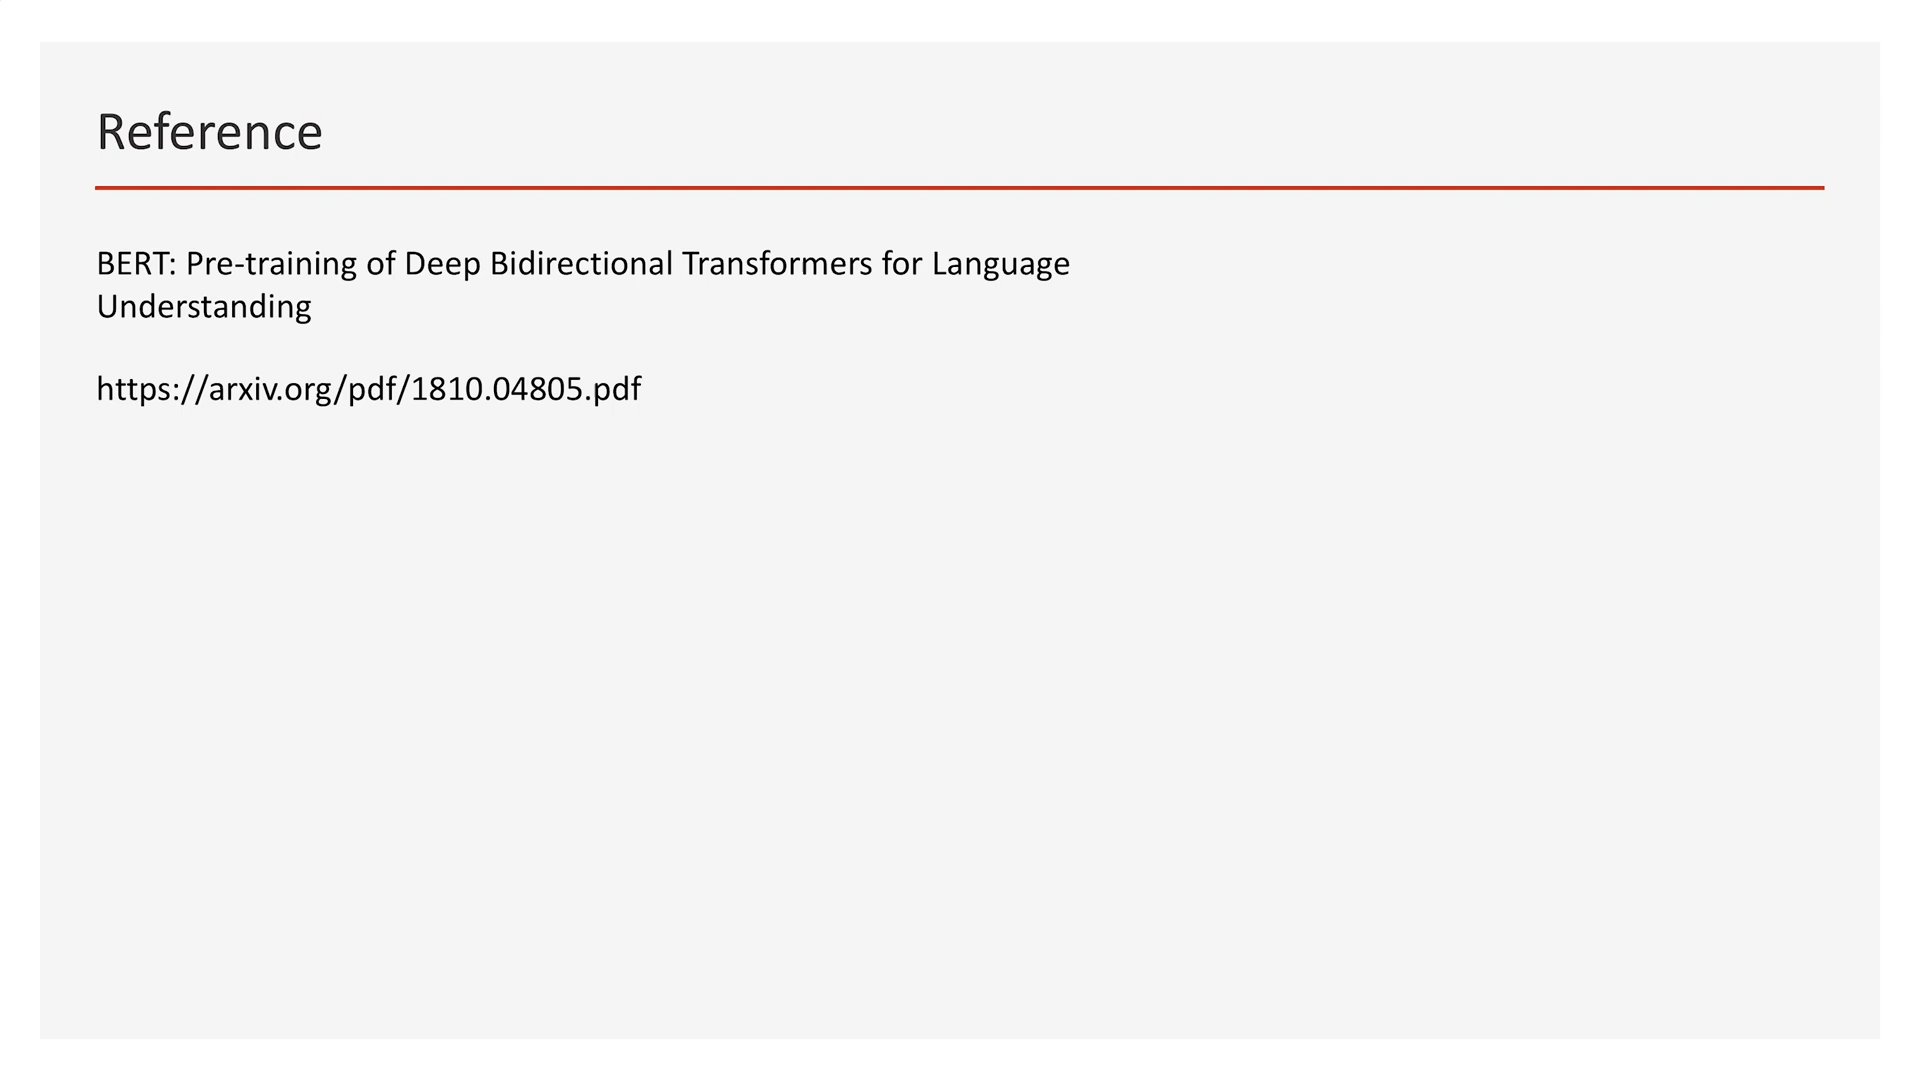 Reference
BERT: Pre-training of Deep Bidirectional Transformers for Language
Understanding
https://arxiv.org/pdf/1810.04805.pdf